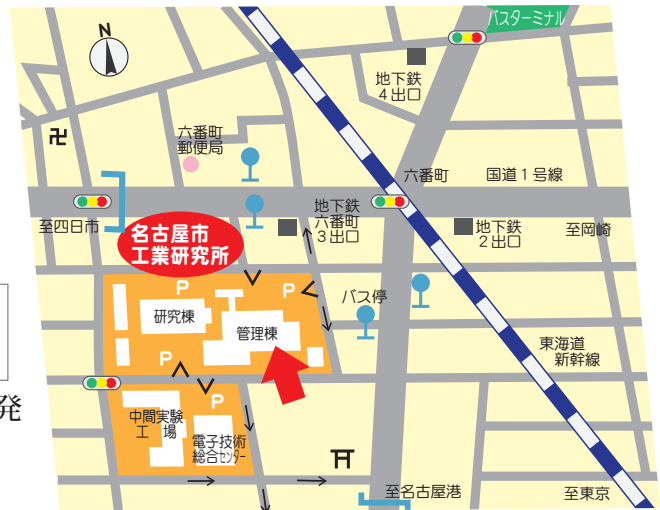 N
バスターミナル
地下鉄
4出口
六番町
郵便局
六番町
国道1号線
至四日市
名古屋市
工業研究所
地下鉄
六番町
3出口
地下鉄
2出口
至岡崎
P
P
バス停
研究棟
管理棟
東海道
新幹線
P
P
発
中間実験
工場
電子技術
総合センター
至名古屋港
至東京